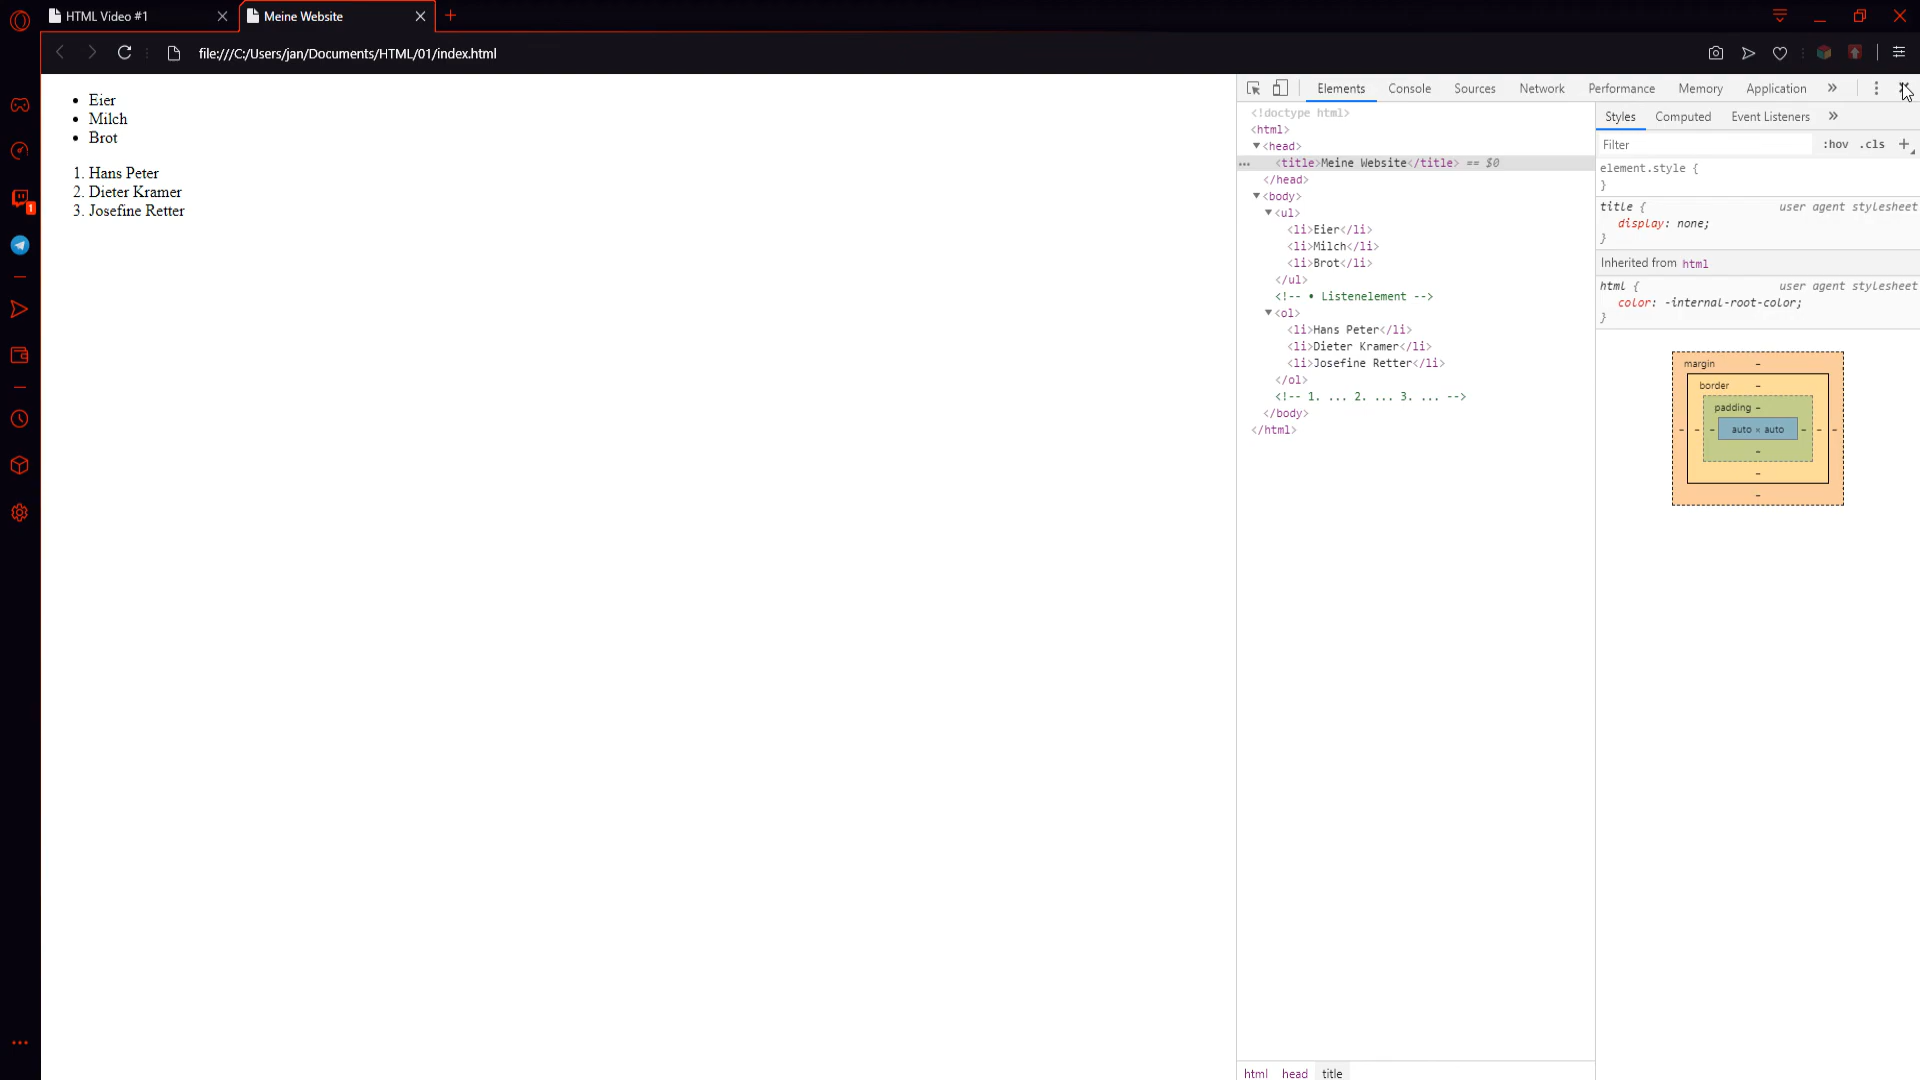 HTML Video #1
Meine Website
file:///C:/Users/jan/Documents/HTML/01/index.html
1
• Eier
• Milch
• Brot
1. Hans Peter
2. Dieter Kramer
3. Josefine Retter
Elements Console Sources Network Performance Memory Application »
<!doctype html>
<html>
<head>
... <title>Meine Website</title> == $0
</head>
<body>
<ul>
<li>Eier</li>
<li>Milch</li>
<li>Brot</li>
</ul>
<!-- • Listenelement -->
<ol>
<li>Hans Peter</li>
<li>Dieter Kramer</li>
<li>Josefine Retter</li>
</ol>
<!-- 1. ... 2. ... 3. ... -->
</body>
</html>
html head title
Styles Computed Event Listeners »
Filter :hov .cls +
element.style {
}
title { user agent stylesheet
display: none;
}
Inherited from html
html { user agent stylesheet
color: -internal-root-color;
}
margin -
border -
padding -
- - - auto × auto - - -
-
-
-